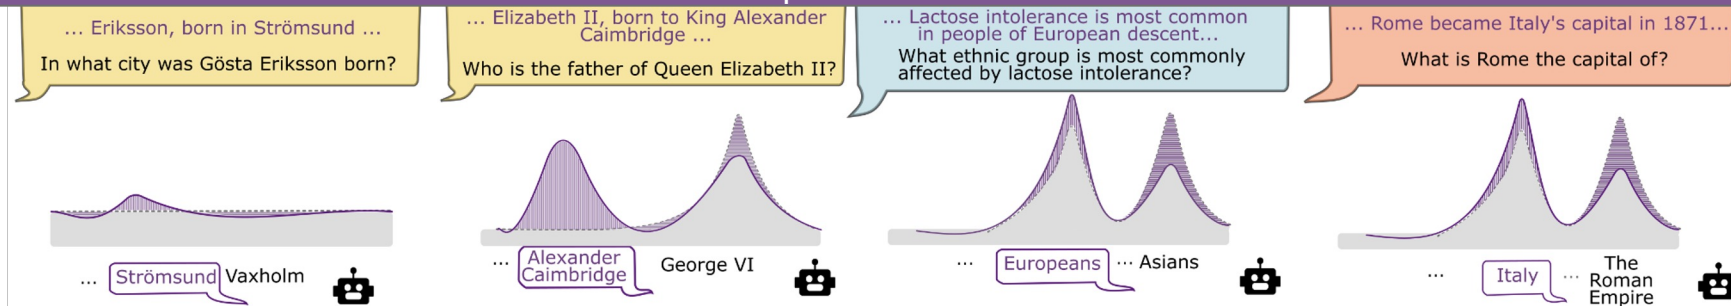 ... Eriksson, born in Strömsund ...
In what city was Gösta Eriksson born?
... Strömsund Vaxholm
... Elizabeth II, born to King Alexander
Caimbridge ...
Who is the father of Queen Elizabeth II?
... Alexander
Caimbridge
George VI
... Lactose intolerance is most common
in people of European descent...
What ethnic group is most commonly
affected by lactose intolerance?
... Europeans ... Asians
... Rome became Italy's capital in 1871...
What is Rome the capital of?
... Italy ... The
Roman
Empire